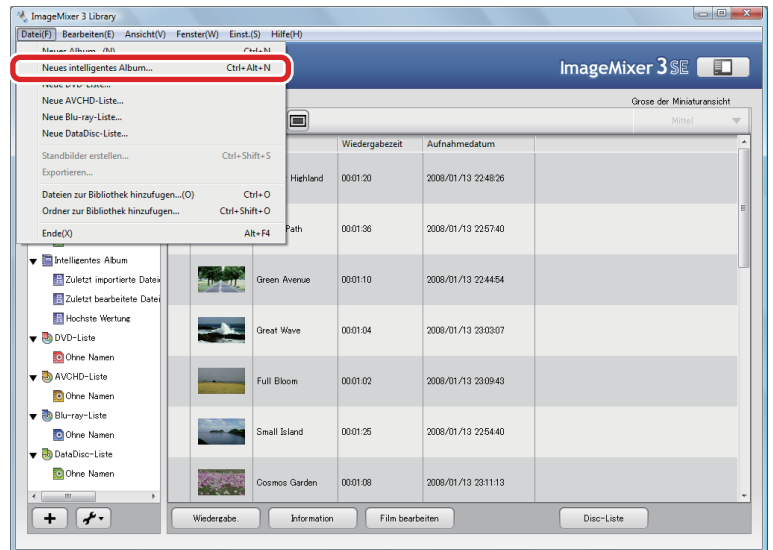 ImageMixer 3 Library
Datei(F) Bearbeiten(E) Ansicht(V) Fenster(W) Einst.(S) Hilfe(H)
Neues Album...(N) Ctrl+N
Neues intelligentes Album... Ctrl+Alt+N
Neue DVD-Liste...
Neue AVCHD-Liste...
Neue Blu-ray-Liste...
Neue DataDisc-Liste...
Standbilder erstellen... Ctrl+Shift+S
Exportieren...
Dateien zur Bibliothek hinzufugen...(O) Ctrl+O
Ordner zur Bibliothek hinzufugen... Ctrl+Shift+O
Ende(X) Alt+F4
ImageMixer 3 SE
Grose der Miniaturansicht
Mittel
Wiedergabezeit Aufnahmedatum
Highland 00:01:20 2008/01/13 22:48:26
Path 00:01:36 2008/01/13 22:57:40
Green Avenue 00:01:10 2008/01/13 22:44:54
Great Wave 00:01:04 2008/01/13 23:03:07
Full Bloom 00:01:02 2008/01/13 23:09:43
Small Island 00:01:25 2008/01/13 22:54:40
Cosmos Garden 00:01:08 2008/01/13 23:11:13
Intelligentes Album
Zuletzt importierte Datei
Zuletzt bearbeitete Datei
Hochste Wertung
DVD-Liste
Ohne Namen
AVCHD-Liste
Ohne Namen
Blu-ray-Liste
Ohne Namen
DataDisc-Liste
Ohne Namen
Wiedergabe. Information Film bearbeiten Disc-Liste